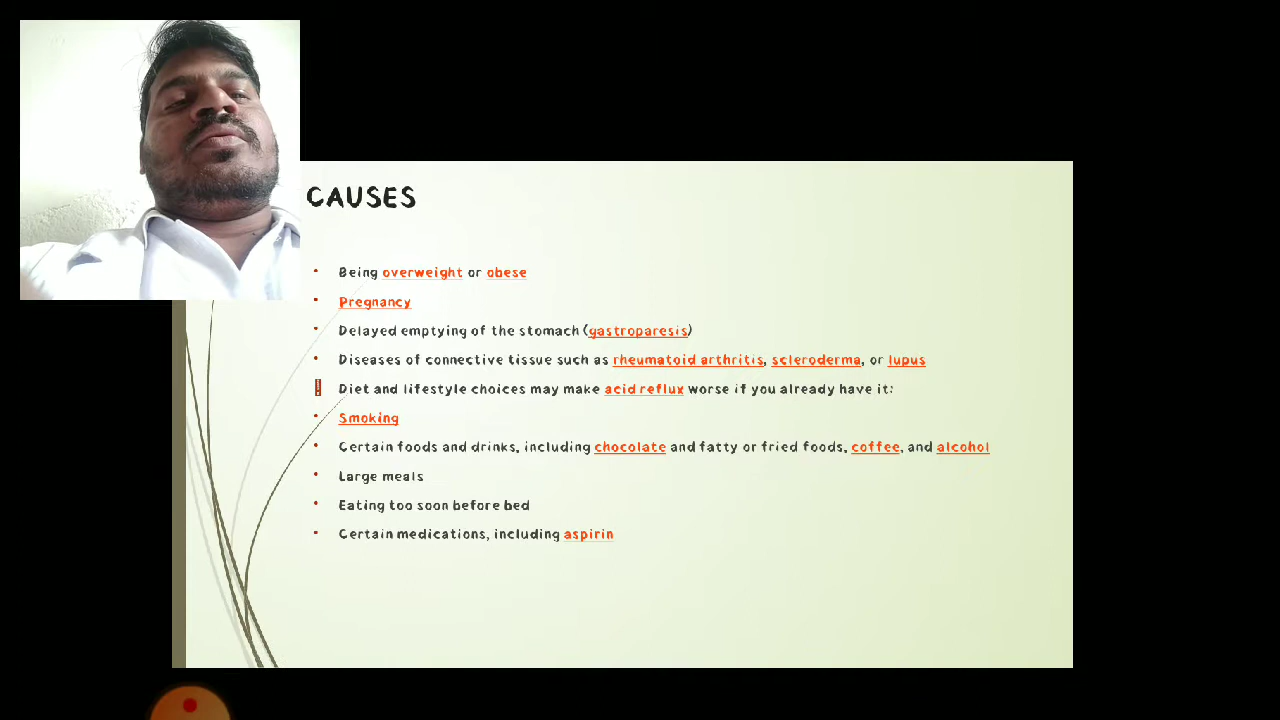 CAUSES
• Being overweight or obese
• Pregnancy
• Delayed emptying of the stomach (gastroparesis)
• Diseases of connective tissue such as rheumatoid arthritis, scleroderma, or lupus
Diet and lifestyle choices may make acid reflux worse if you already have it:
• Smoking
• Certain foods and drinks, including chocolate and fatty or fried foods, coffee, and alcohol
• Large meals
• Eating too soon before bed
• Certain medications, including aspirin